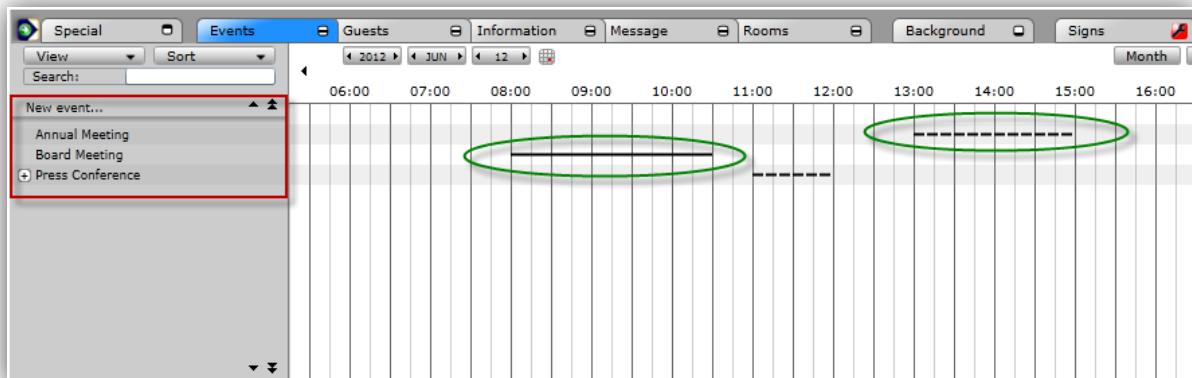 Special Events Guests Information Message Rooms Background Signs
View Sort 2012 JUN 12 Month
Search:
06:00 07:00 08:00 09:00 10:00 11:00 12:00 13:00 14:00 15:00 16:00
New event...
Annual Meeting
Board Meeting
Press Conference